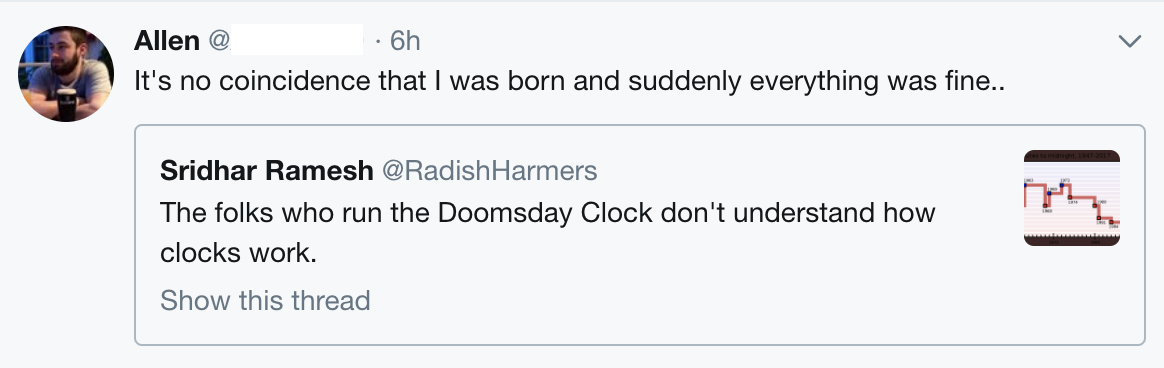 Allen @ · 6h
It's no coincidence that I was born and suddenly everything was fine..
Sridhar Ramesh @RadishHarmers
The folks who run the Doomsday Clock don't understand how
clocks work.
Show this thread